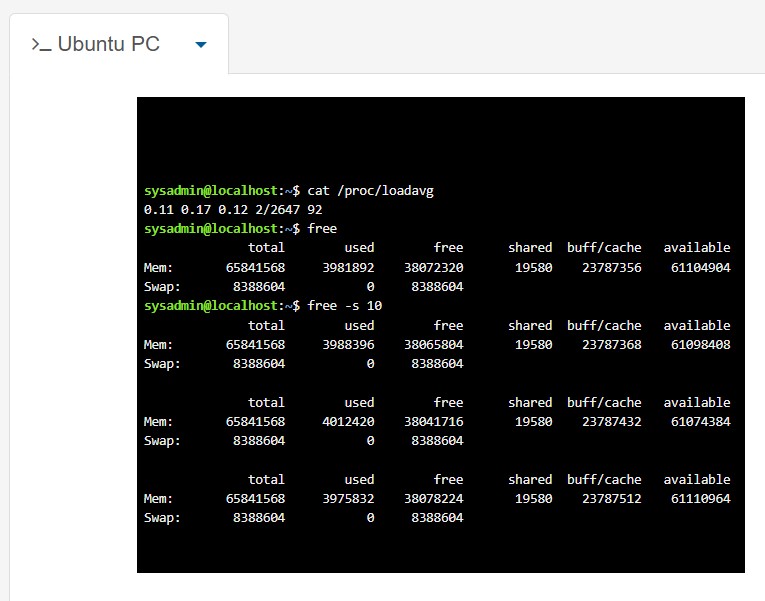 >_ Ubuntu PC
sysadmin@localhost:~$ cat /proc/loadavg
0.11 0.17 0.12 2/2647 92
sysadmin@localhost:~$ free
total used free shared buff/cache available
Mem: 65841568 3981892 38072320 19580 23787356 61104904
Swap: 8388604 0 8388604
sysadmin@localhost:~$ free -s 10
total used free shared buff/cache available
Mem: 65841568 3988396 38065804 19580 23787368 61098408
Swap: 8388604 0 8388604
total used free shared buff/cache available
Mem: 65841568 4012420 38041716 19580 23787432 61074384
Swap: 8388604 0 8388604
total used free shared buff/cache available
Mem: 65841568 3975832 38078224 19580 23787512 61110964
Swap: 8388604 0 8388604